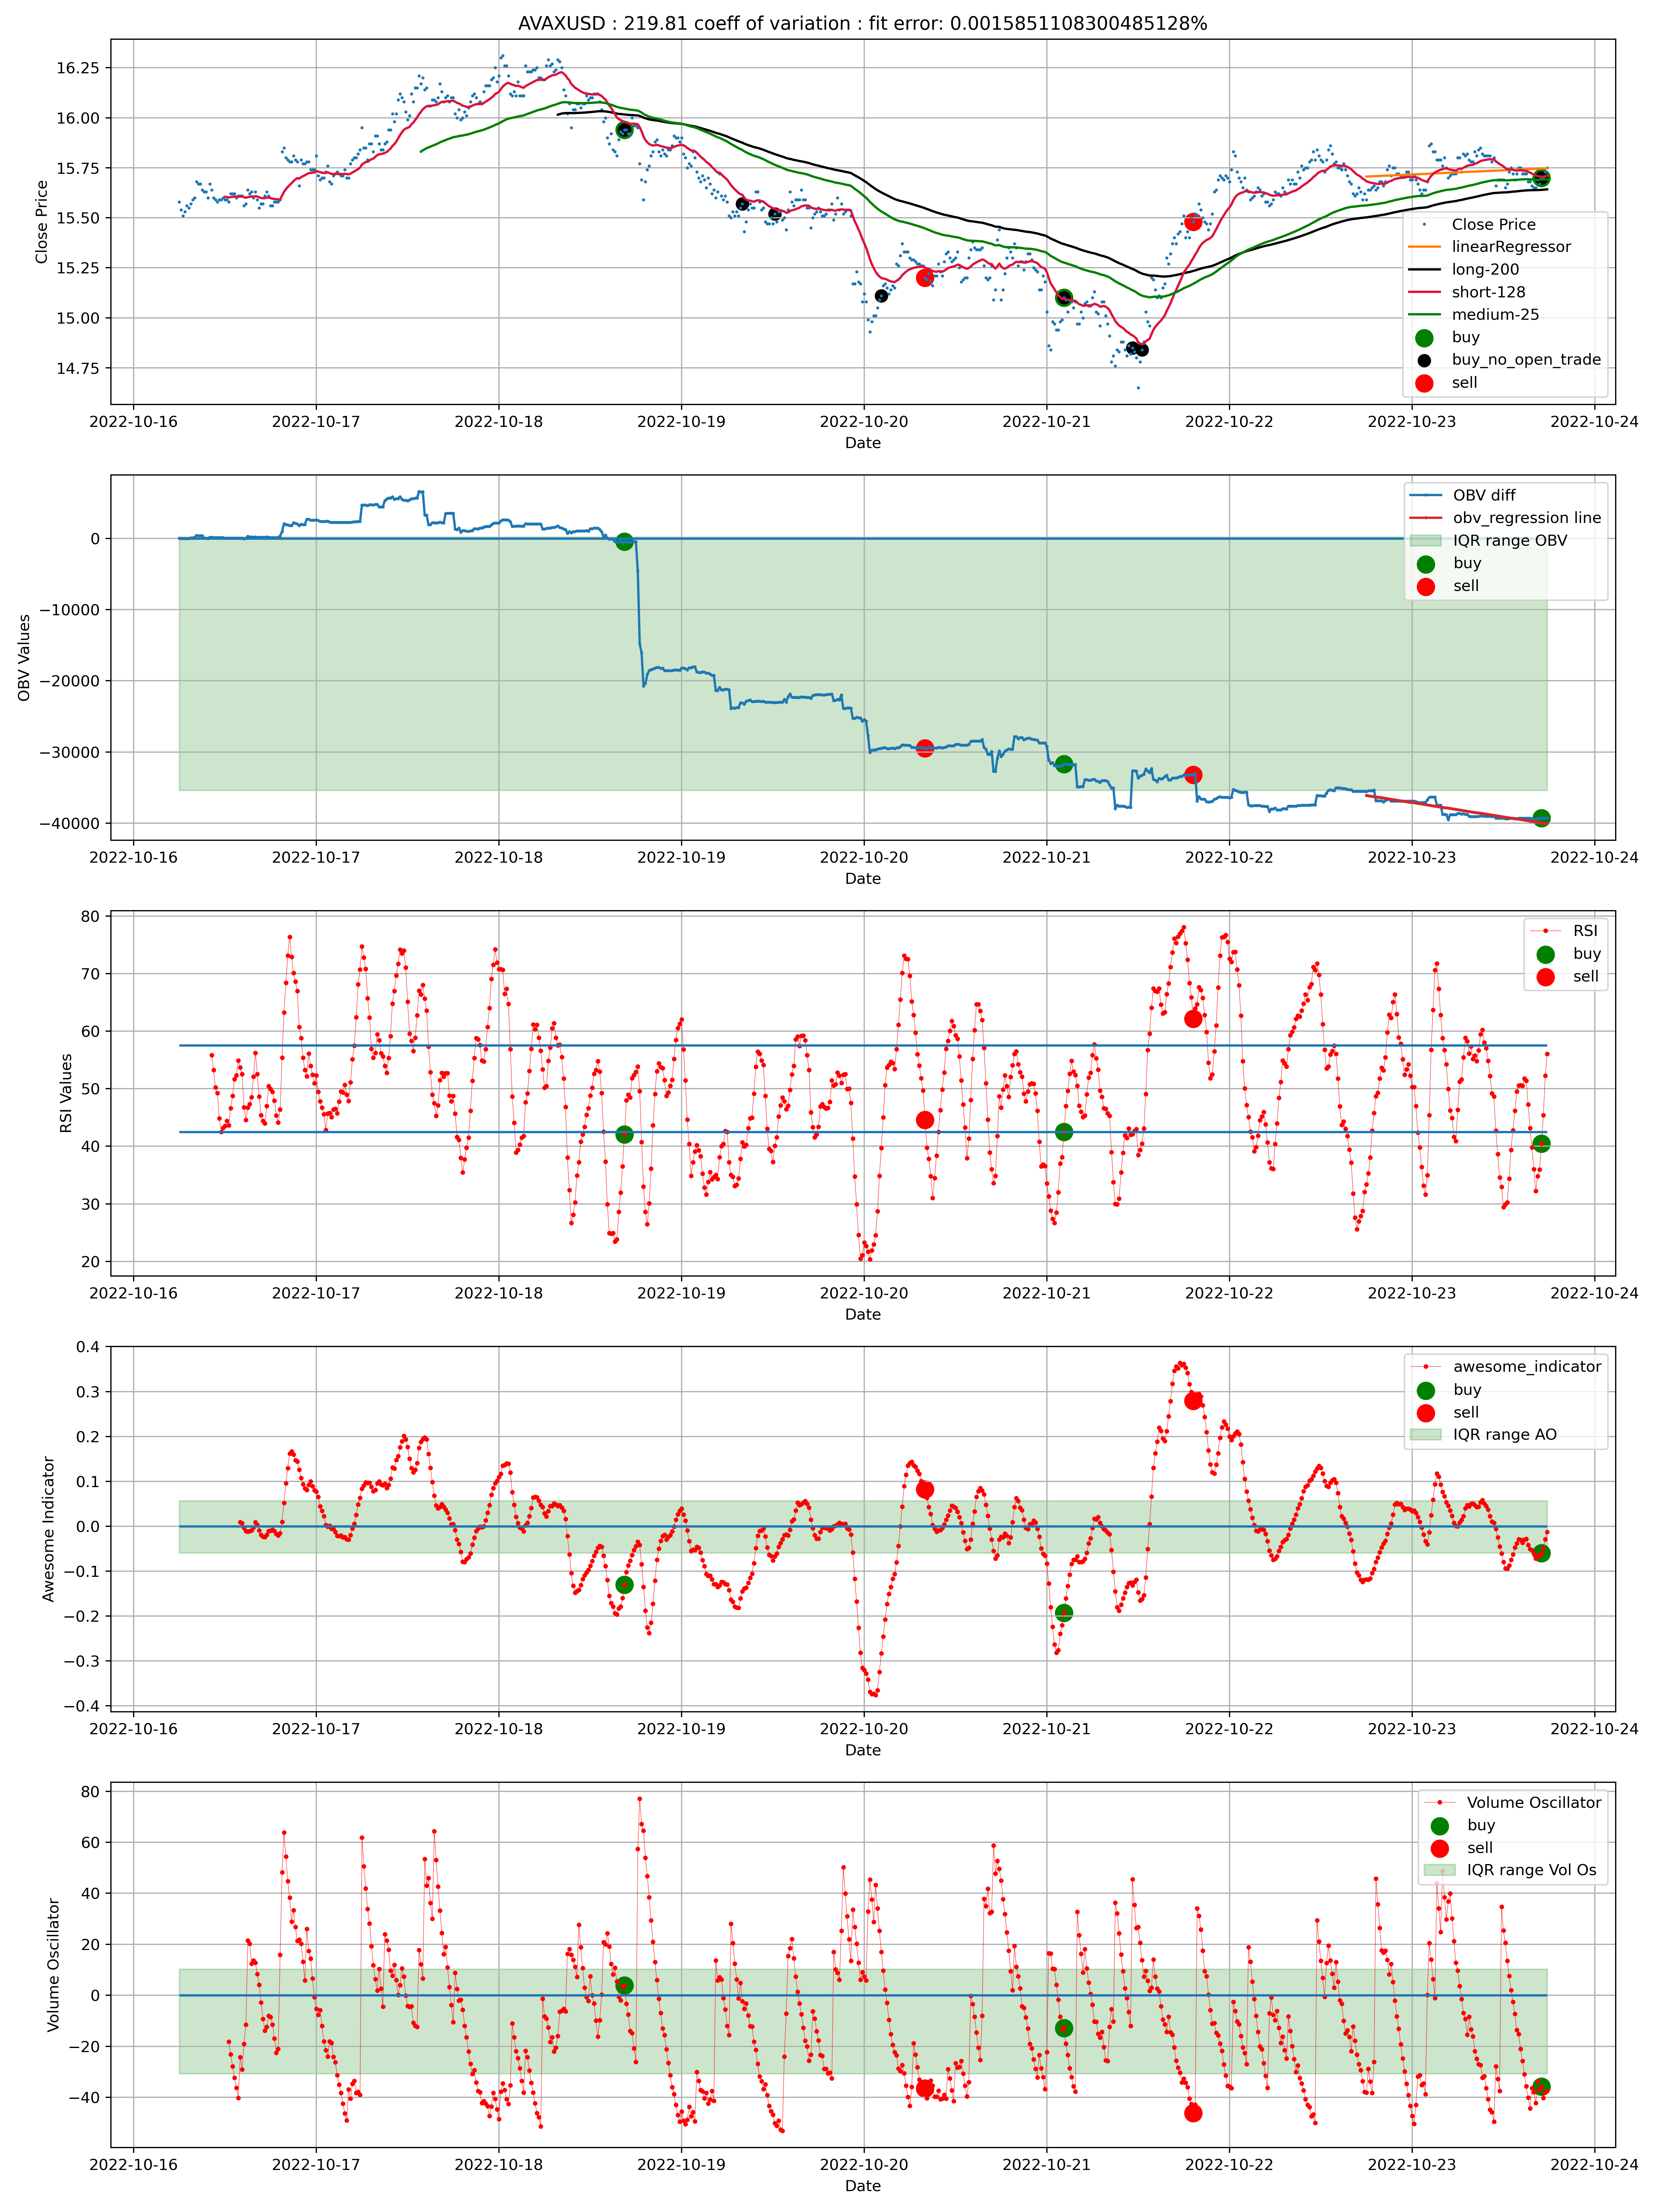 AVAXUSD : 219.81 coeff of variation : fit error: 0.0015851108300485128%
Close Price
16.25
16.00
15.75
15.50
15.25
15.00
14.75
Close Price
linearRegressor
long-200
short-128
medium-25
buy
buy_no_open_trade
sell
2022-10-16 2022-10-17 2022-10-18 2022-10-19 2022-10-20 2022-10-21 2022-10-22 2022-10-23 2022-10-24
Date
OBV Values
0
−10000
−20000
−30000
−40000
OBV diff
obv_regression line
IQR range OBV
buy
sell
2022-10-16 2022-10-17 2022-10-18 2022-10-19 2022-10-20 2022-10-21 2022-10-22 2022-10-23 2022-10-24
Date
RSI Values
80
70
60
50
40
30
20
RSI
buy
sell
2022-10-16 2022-10-17 2022-10-18 2022-10-19 2022-10-20 2022-10-21 2022-10-22 2022-10-23 2022-10-24
Date
Awesome Indicator
0.4
0.3
0.2
0.1
0.0
−0.1
−0.2
−0.3
−0.4
awesome_indicator
buy
sell
IQR range AO
2022-10-16 2022-10-17 2022-10-18 2022-10-19 2022-10-20 2022-10-21 2022-10-22 2022-10-23 2022-10-24
Date
Volume Oscillator
80
60
40
20
0
−20
−40
Volume Oscillator
buy
sell
IQR range Vol Os
2022-10-16 2022-10-17 2022-10-18 2022-10-19 2022-10-20 2022-10-21 2022-10-22 2022-10-23 2022-10-24
Date